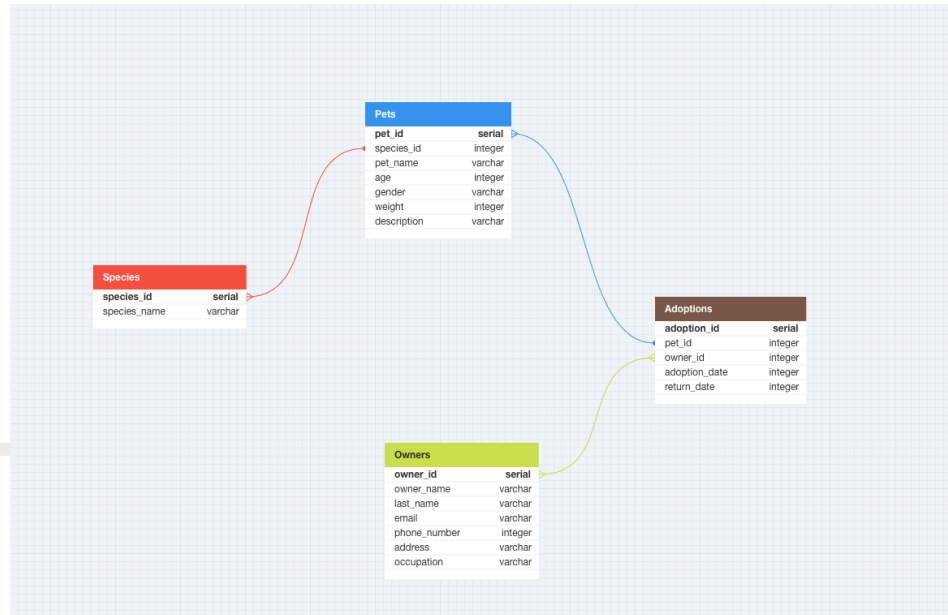 Pets
pet_id serial
species_id integer
pet_name varchar
age integer
gender varchar
weight integer
description varchar
Species
species_id serial
species_name varchar
Adoptions
adoption_id serial
pet_id integer
owner_id integer
adoption_date integer
return_date integer
Owners
owner_id serial
owner_name varchar
last_name varchar
email varchar
phone_number integer
address varchar
occupation varchar